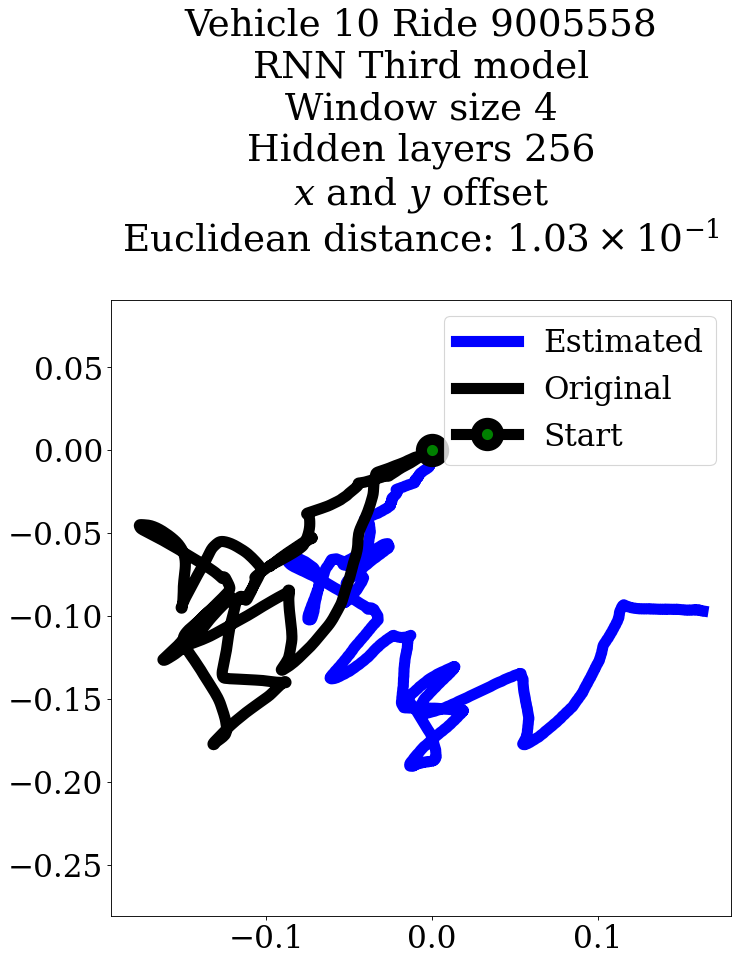 Vehicle 10 Ride 9005558
RNN Third model
Window size 4
Hidden layers 256
x and y offset
Euclidean distance: 1.03 × 10⁻¹
Estimated
Original
Start
0.05
0.00
−0.05
−0.10
−0.15
−0.20
−0.25
−0.1 0.0 0.1